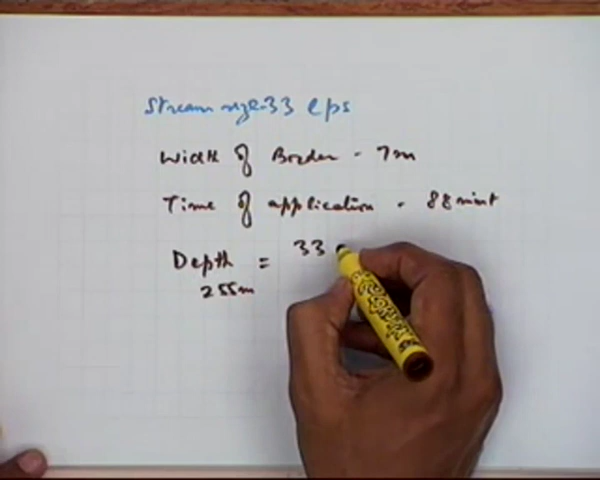 Stream size-33 lps
Width of Border - 7m
Time of application - 88 mint
Depth = 33
255m